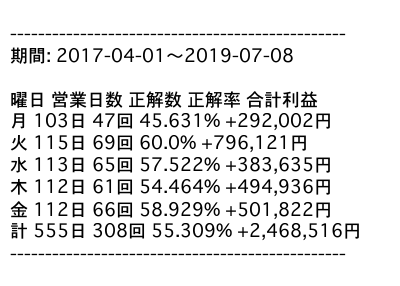 ------------------------------------------------
期間: 2017-04-01〜2019-07-08
曜日 営業日数 正解数 正解率 合計利益
月 103日 47回 45.631% +292,002円
火 115日 69回 60.0% +796,121円
水 113日 65回 57.522% +383,635円
木 112日 61回 54.464% +494,936円
金 112日 66回 58.929% +501,822円
計 555日 308回 55.309% +2,468,516円
------------------------------------------------